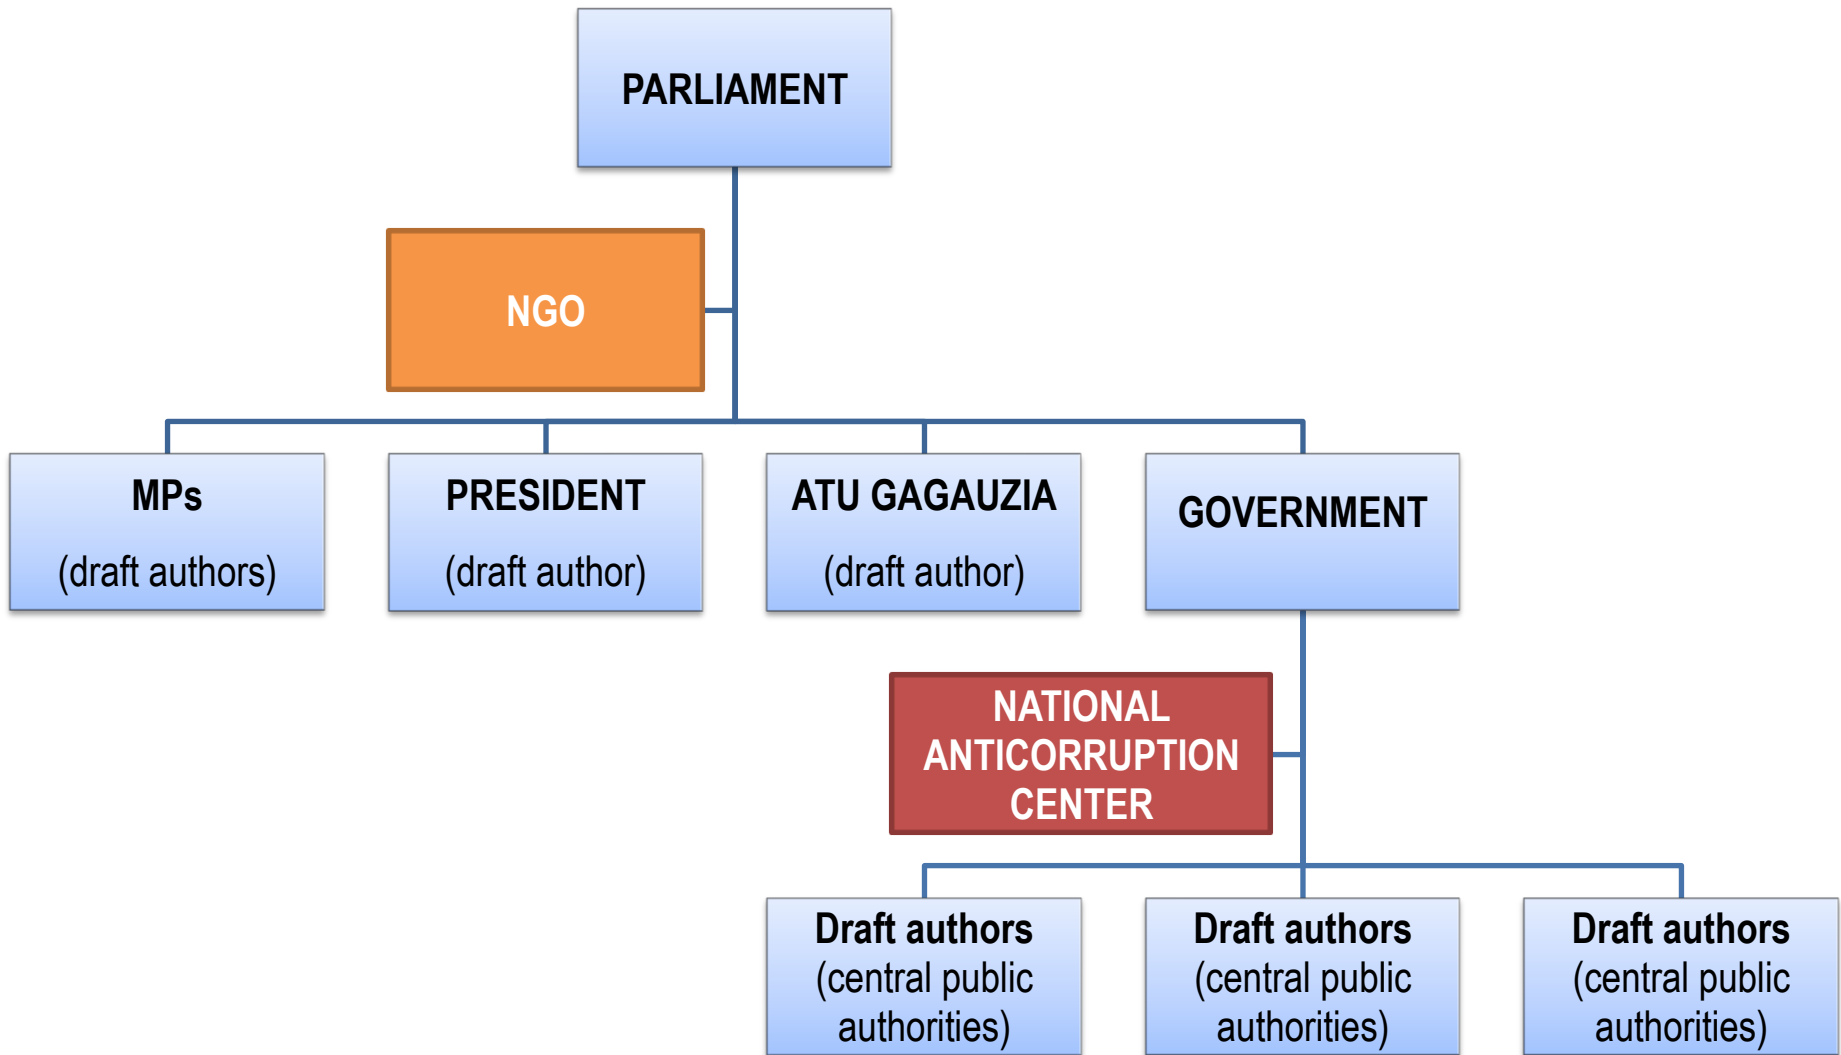 PARLIAMENT
NGO
MPs
(draft authors)
PRESIDENT
(draft author)
ATU GAGAUZIA
(draft author)
GOVERNMENT
NATIONAL
ANTICORRUPTION
CENTER
Draft authors
(central public
authorities)
Draft authors
(central public
authorities)
Draft authors
(central public
authorities)